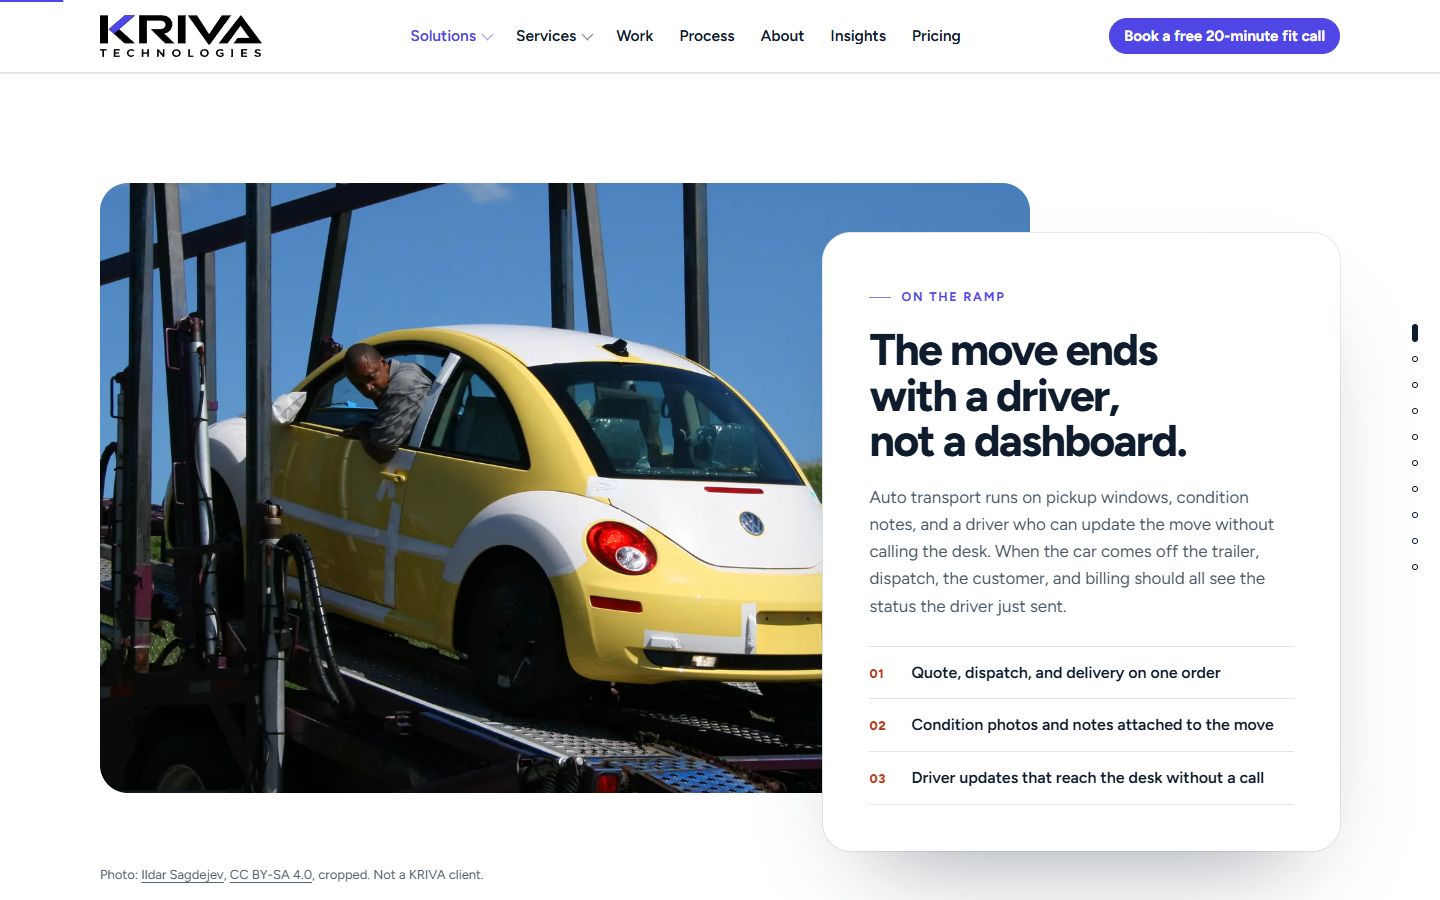 KRIVA
TECHNOLOGIES
Solutions
Services
Work
Process
About
Insights
Pricing
Book a free 20-minute fit call
ON THE RAMP
The move ends
with a driver,
not a dashboard.
Auto transport runs on pickup windows, condition
notes, and a driver who can update the move without
calling the desk. When the car comes off the trailer,
dispatch, the customer, and billing should all see the
status the driver just sent.
01 Quote, dispatch, and delivery on one order
02 Condition photos and notes attached to the move
03 Driver updates that reach the desk without a call
Photo: Ildar Sagdejev, CC BY-SA 4.0, cropped. Not a KRIVA client.